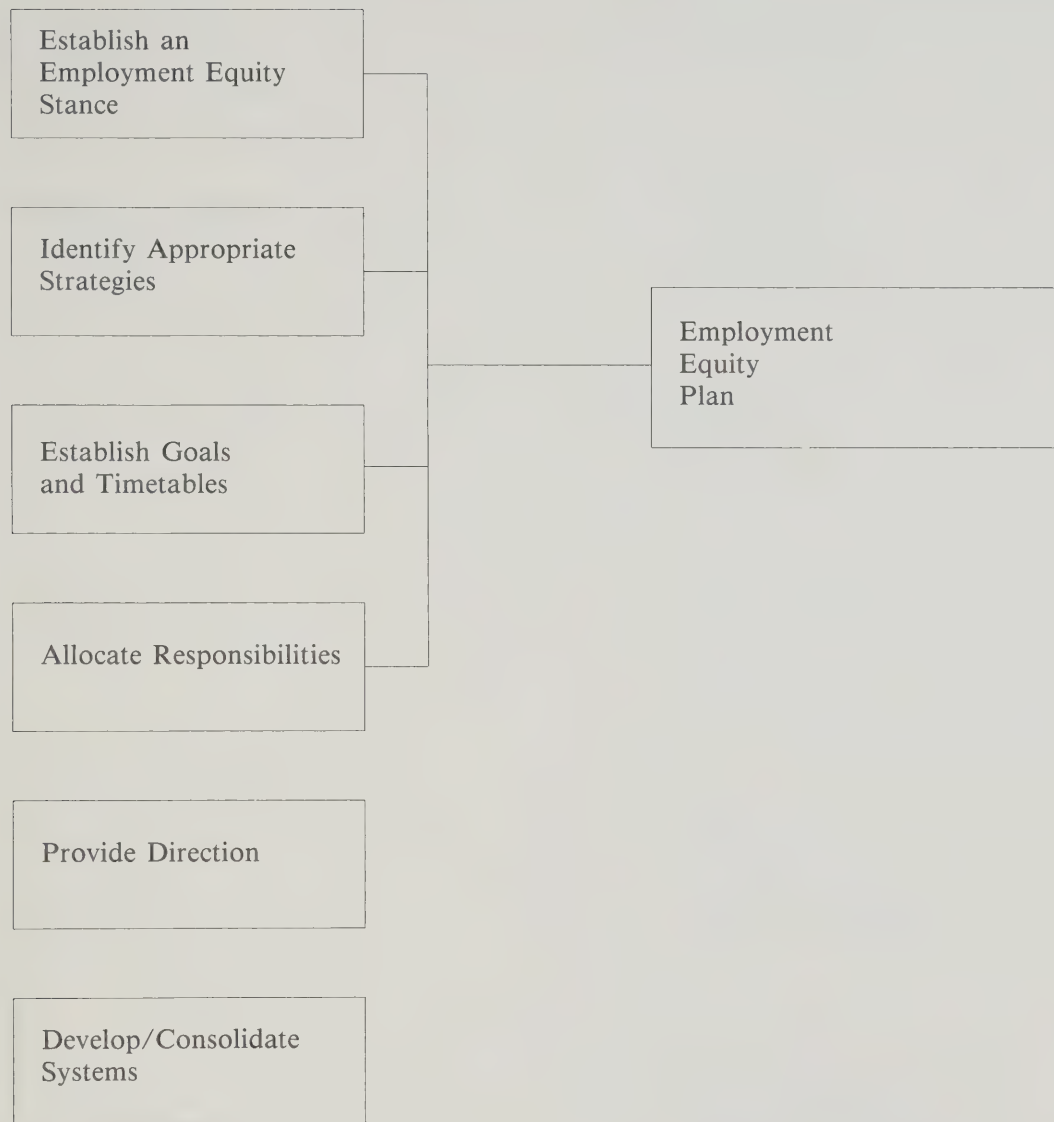 Establish an
Employment Equity
Stance
Identify Appropriate
Strategies
Employment
Equity
Plan
Establish Goals
and Timetables
Allocate Responsibilities
Provide Direction
Develop/Consolidate
Systems